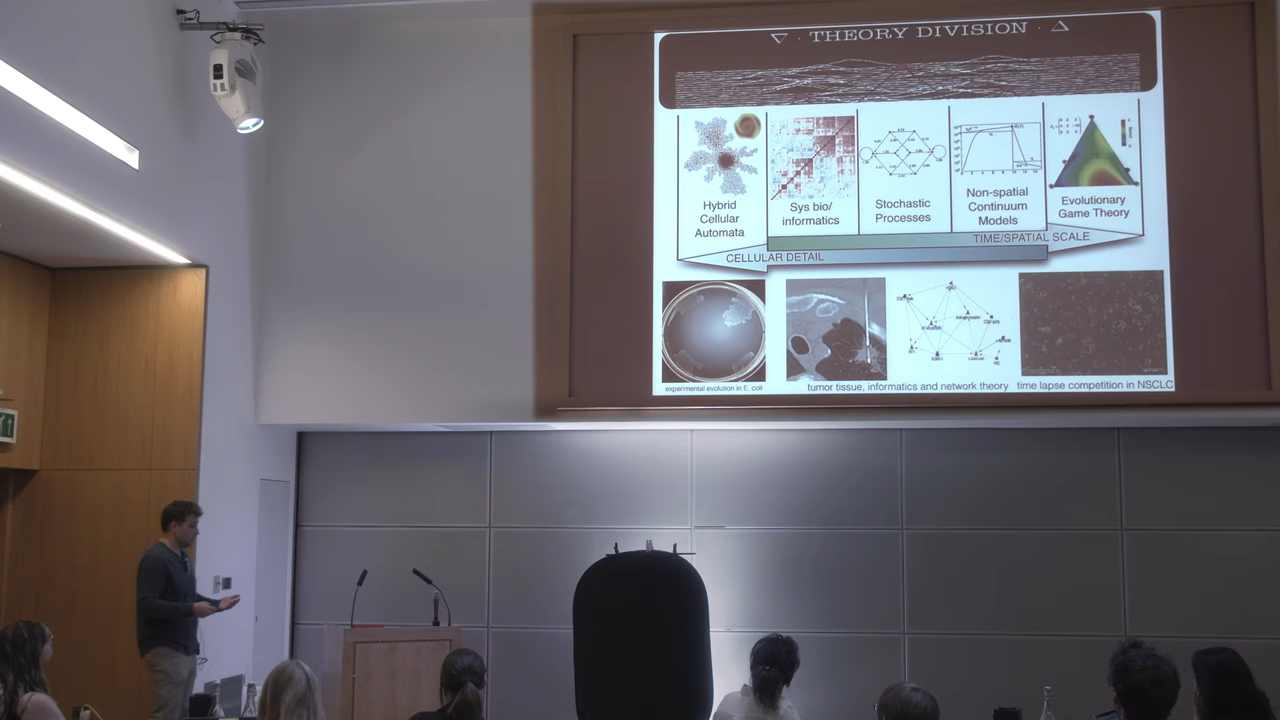 THEORY DIVISION
Hybrid
Cellular
Automata
Sys bio/
informatics
Stochastic
Processes
Non-spatial
Continuum
Models
Evolutionary
Game Theory
TIME/SPATIAL SCALE
CELLULAR DETAIL
experimental evolution in E. coli
tumor tissue, informatics and network theory
time lapse competition in NSCLC